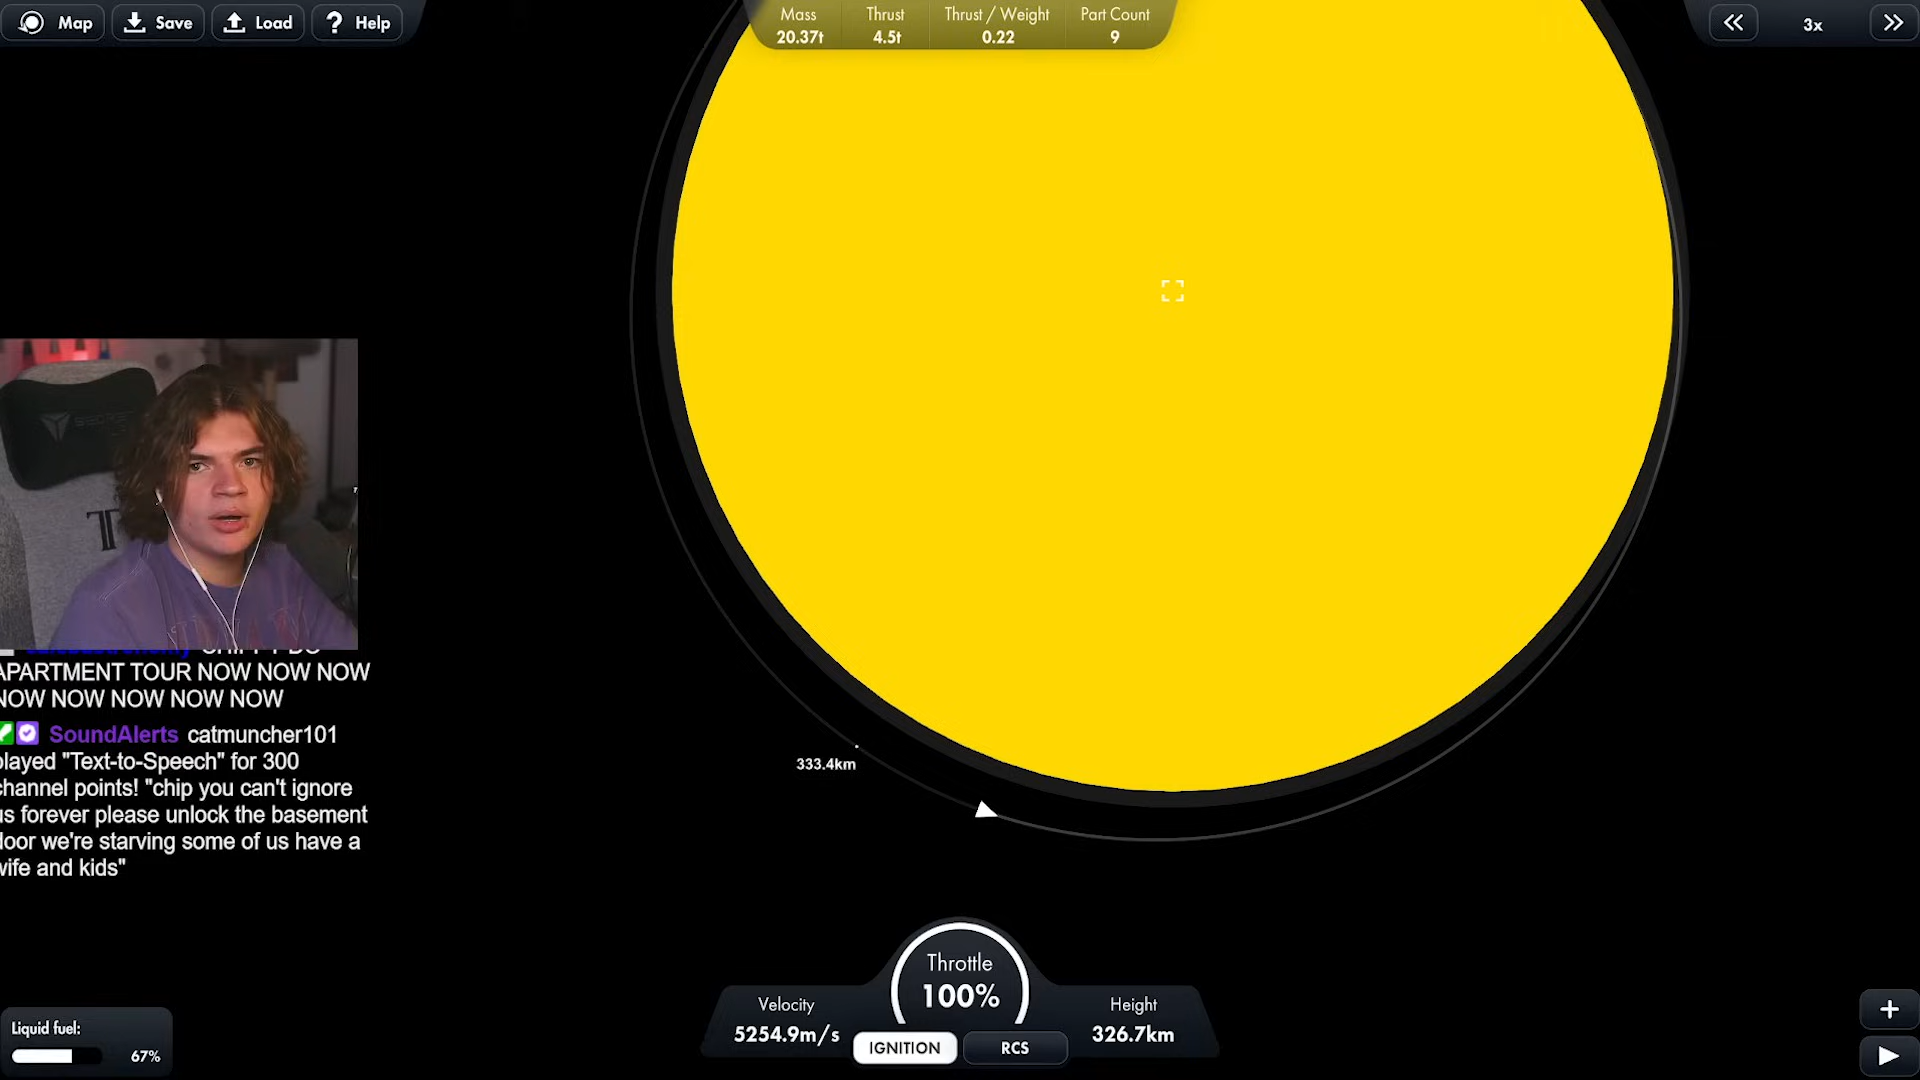 Map
Save
Load
? Help
Mass
20.37t
Thrust
4.5t
Thrust / Weight
0.22
Part Count
9
3x
APARTMENT TOUR NOW NOW NOW
NOW NOW NOW NOW NOW
SoundAlerts catmuncher101
played "Text-to-Speech" for 300
channel points! "chip you can't ignore
us forever please unlock the basement
door we're starving some of us have a
wife and kids"
333.4km
Throttle
100%
Velocity
5254.9m/s
Height
326.7km
IGNITION
RCS
Liquid fuel:
67%